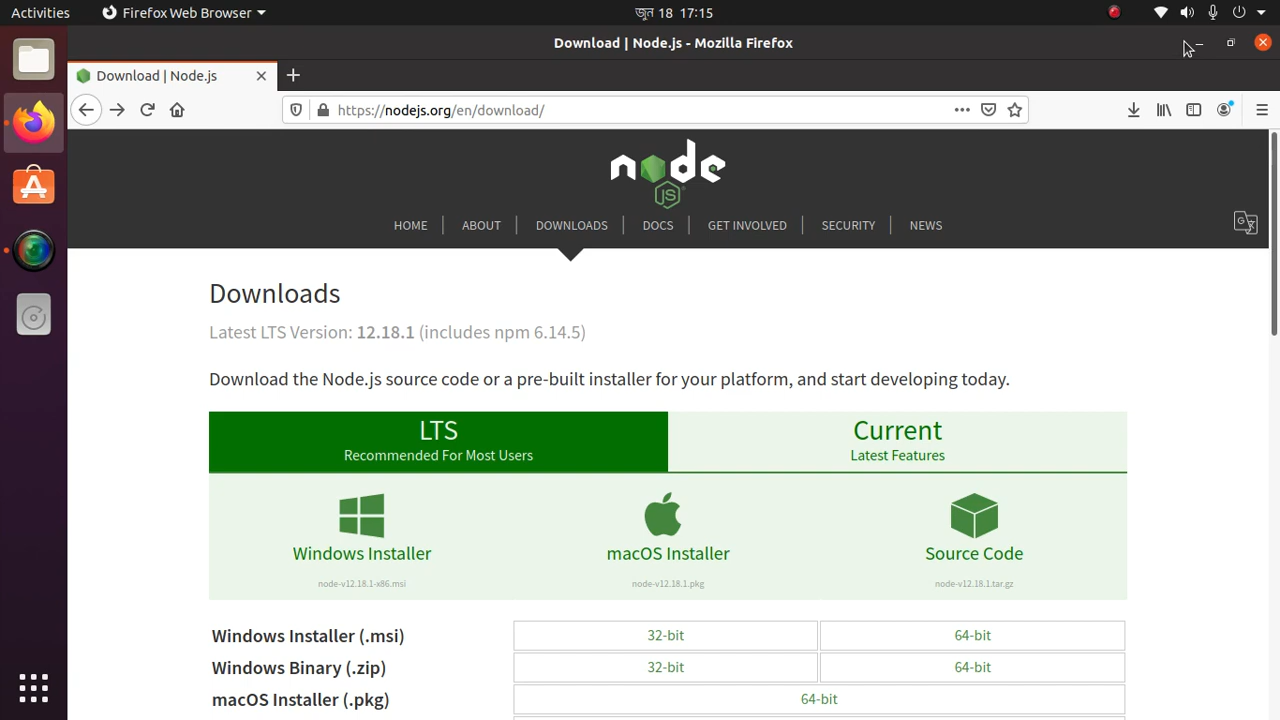 Activities Firefox Web Browser জুন 18 17:15
Download | Node.js - Mozilla Firefox
Download | Node.js
https://nodejs.org/en/download/
node
JS
HOME ABOUT DOWNLOADS DOCS GET INVOLVED SECURITY NEWS
Downloads
Latest LTS Version: 12.18.1 (includes npm 6.14.5)
Download the Node.js source code or a pre-built installer for your platform, and start developing today.
LTS
Recommended For Most Users
Current
Latest Features
Windows Installer
node-v12.18.1-x86.msi
macOS Installer
node-v12.18.1.pkg
Source Code
node-v12.18.1.tar.gz
Windows Installer (.msi) 32-bit 64-bit
Windows Binary (.zip) 32-bit 64-bit
macOS Installer (.pkg) 64-bit